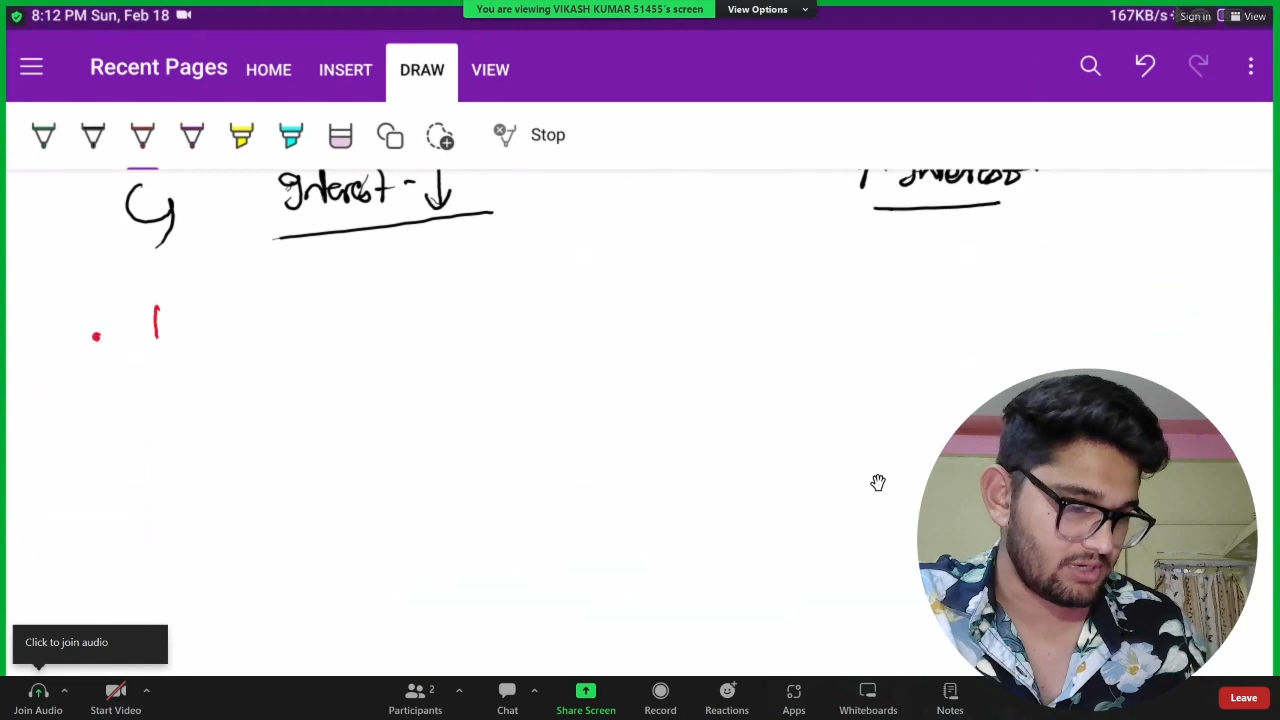 8:12 PM Sun, Feb 18
You are viewing VIKASH KUMAR 51455's screen
View Options
167KB/s
Sign in
View
Recent Pages HOME INSERT DRAW VIEW
Stop
Interest - ↓
Interest
Click to join audio
Join Audio
Start Video
2
Participants
Chat
Share Screen
Record
Reactions
Apps
Whiteboards
Notes
Leave